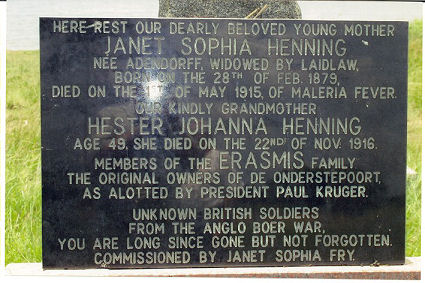 HERE REST OUR DEARLY BELOVED YOUNG MOTHER
JANET SOPHIA HENNING
NÉE ADENDORFF, WIDOWED BY LAIDLAW,
BORN ON THE 28TH OF FEB. 1879,
DIED ON THE OF MAY 1915, OF MALERIA FEVER.
OUR KINDLY GRANDMOTHER
HESTER JOHANNA HENNING
AGE 49, SHE DIED ON THE 22ND OF NOV. 1916.
MEMBERS OF THE ERASMIS FAMILY
THE ORIGINAL OWNERS OF DE ONDERSTEPOORT.
AS ALOTTED BY PRESIDENT PAUL KRUGER.
UNKNOWN BRITISH SOLDIERS
FROM THE ANGLO BOER WAR,
YOU ARE LONG SINCE GONE BUT NOT FORGOTTEN.
COMMISSIONED BY JANET SOPHIA FRY.